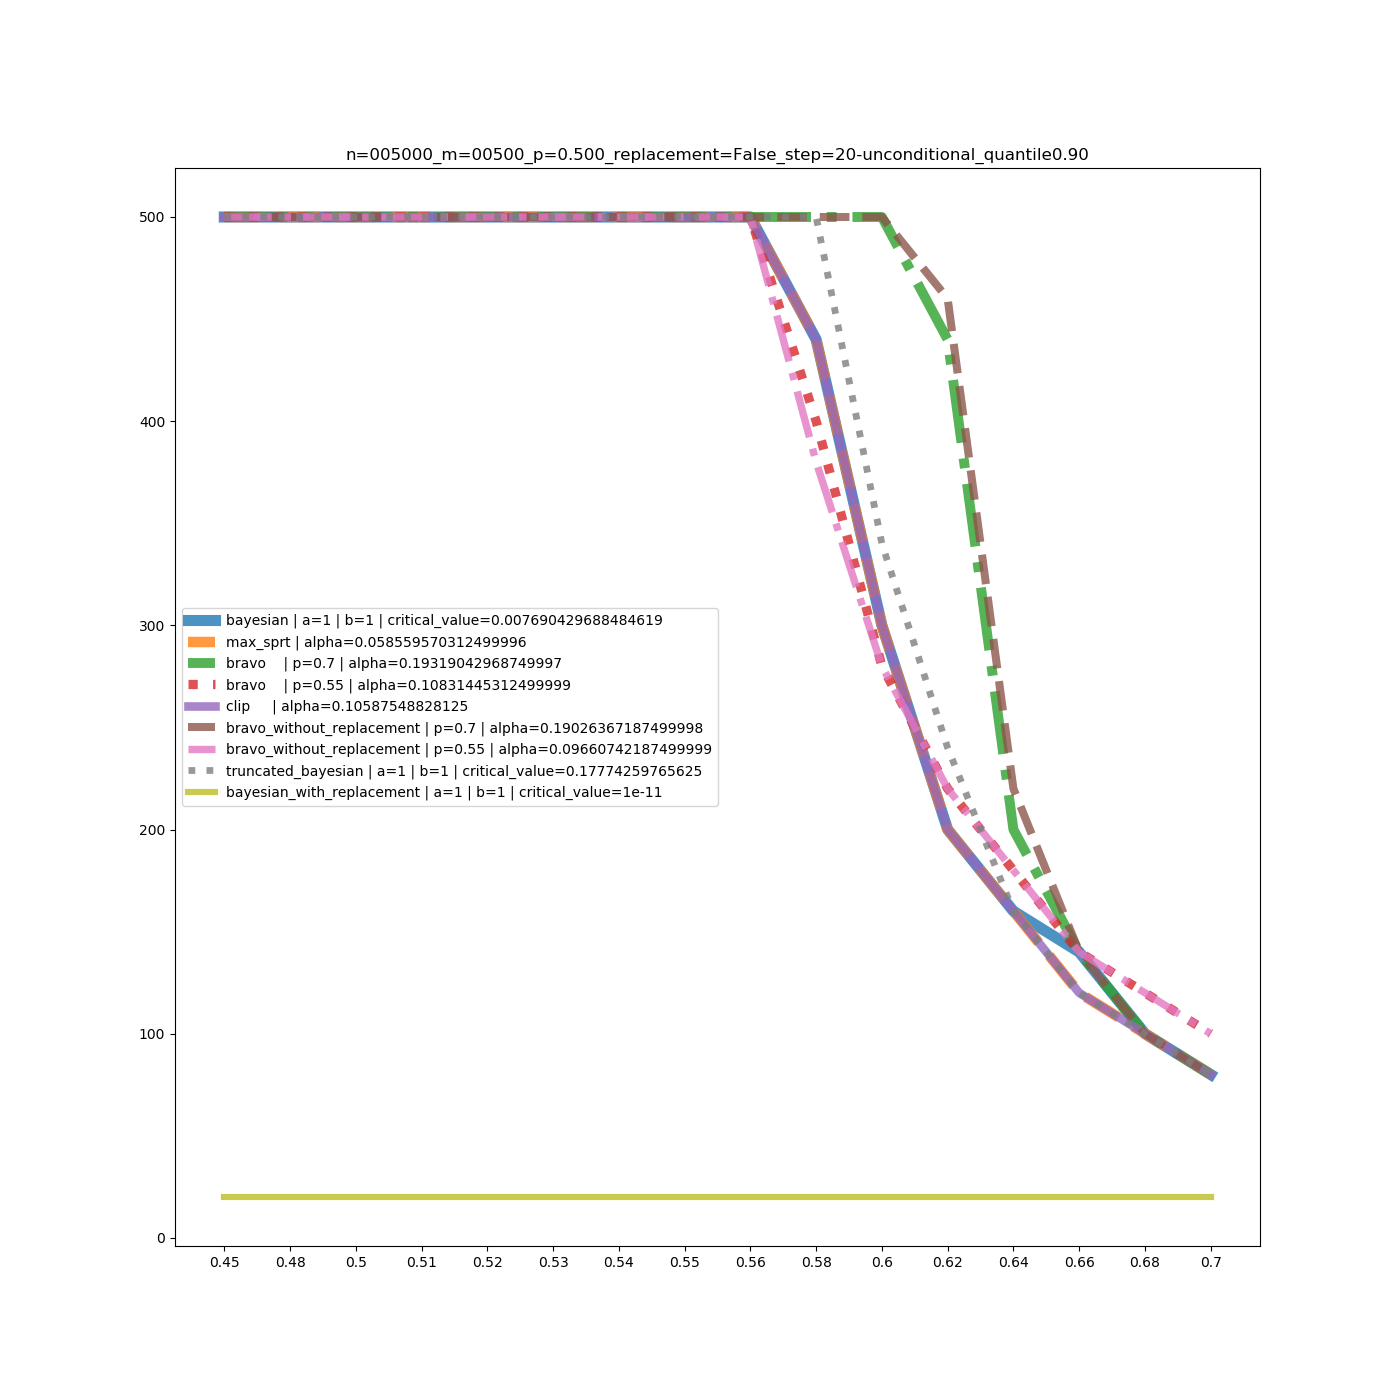 n=005000_m=00500_p=0.500_replacement=False_step=20-unconditional_quantile0.90
500
400
300
200
100
0
bayesian | a=1 | b=1 | critical_value=0.007690429688484619
max_sprt | alpha=0.058559570312499996
bravo    | p=0.7 | alpha=0.19319042968749997
bravo    | p=0.55 | alpha=0.10831445312499999
clip     | alpha=0.10587548828125
bravo_without_replacement | p=0.7 | alpha=0.19026367187499998
bravo_without_replacement | p=0.55 | alpha=0.09660742187499999
truncated_bayesian | a=1 | b=1 | critical_value=0.17774259765625
bayesian_with_replacement | a=1 | b=1 | critical_value=1e-11
0.45 0.48 0.5 0.51 0.52 0.53 0.54 0.55 0.56 0.58 0.6 0.62 0.64 0.66 0.68 0.7